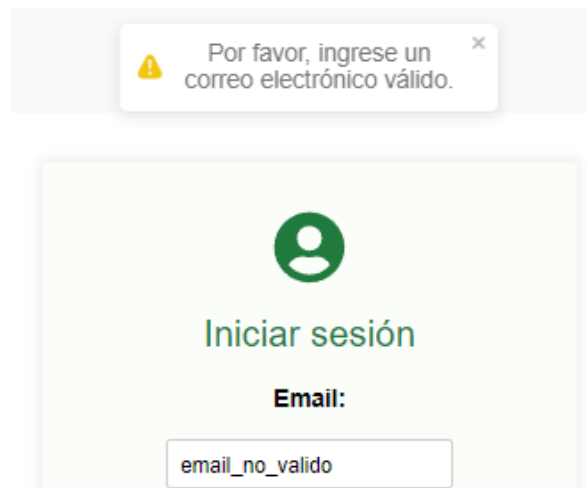 Por favor, ingrese un
correo electrónico válido.
×
Iniciar sesión
Email:
email_no_valido